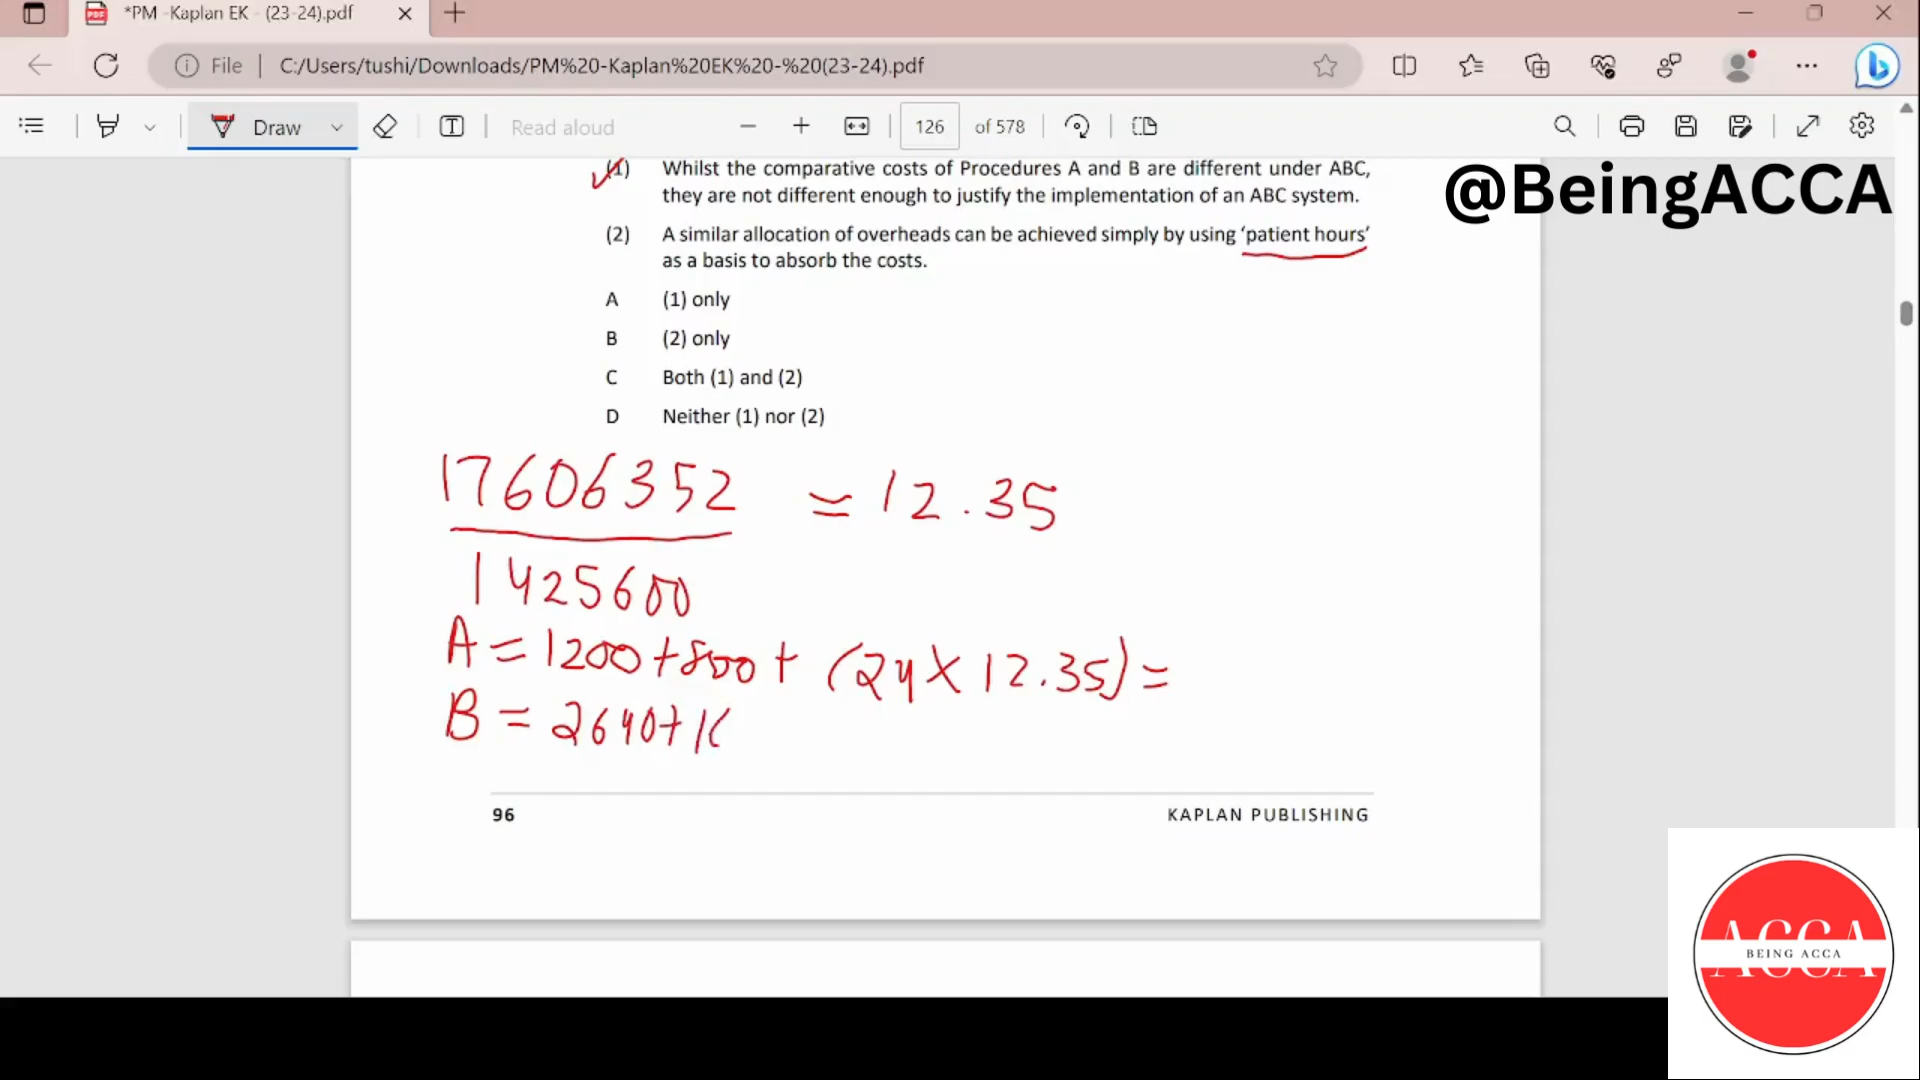 *PM -Kaplan EK - (23-24).pdf
File C:/Users/tushi/Downloads/PM%20-Kaplan%20EK%20-%20(23-24).pdf
Draw Read aloud 126 of 578
@BeingACCA
(1) Whilst the comparative costs of Procedures A and B are different under ABC,
they are not different enough to justify the implementation of an ABC system.
(2) A similar allocation of overheads can be achieved simply by using ‘patient hours’
as a basis to absorb the costs.
A (1) only
B (2) only
C Both (1) and (2)
D Neither (1) nor (2)
17606352 = 12.35
1425600
A = 1200+800+ (24×12.35) =
B = 2640+
96 KAPLAN PUBLISHING
ACCA
BEING ACCA